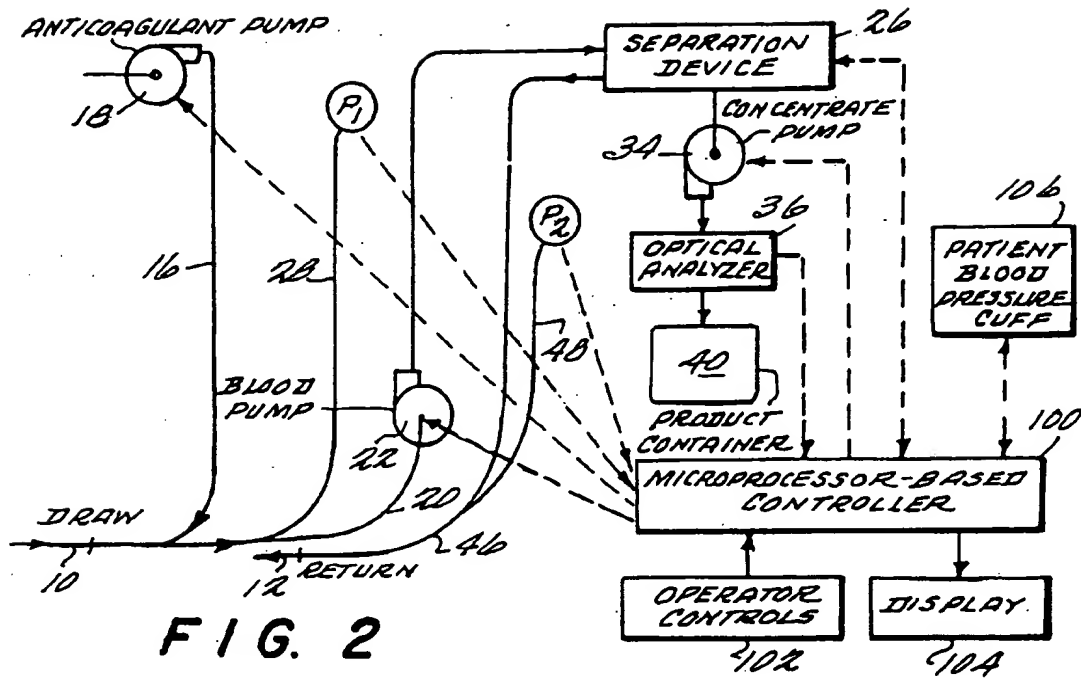 ANTICOAGULANT PUMP
18
P1
SEPARATION
DEVICE
26
CONCENTRATE
PUMP
34
P2
36
OPTICAL
ANALYZER
106
PATIENT
BLOOD
PRESSURE
CUFF
16
28
48
40
BLOOD
PUMP
22
PRODUCT
CONTAINER
100
MICROPROCESSOR-BASED
CONTROLLER
20
DRAW
10
46
12
RETURN
OPERATOR
CONTROLS
102
DISPLAY
104
FIG. 2